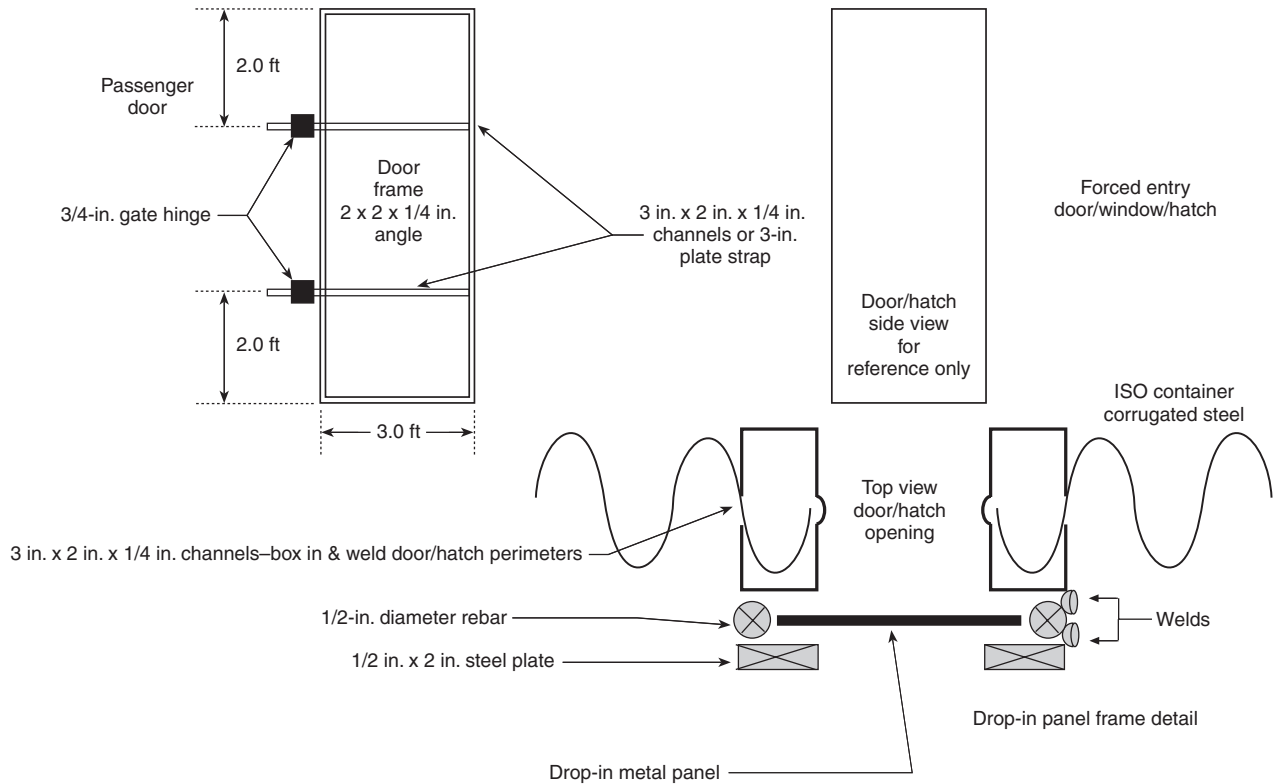 2.0 ft
Passenger
door
3/4-in. gate hinge
Door
frame
2 x 2 x 1/4 in.
angle
3 in. x 2 in. x 1/4 in.
channels or 3-in.
plate strap
2.0 ft
3.0 ft
Forced entry
door/window/hatch
Door/hatch
side view
for
reference only
ISO container
corrugated steel
Top view
door/hatch
opening
3 in. x 2 in. x 1/4 in. channels–box in & weld door/hatch perimeters
1/2-in. diameter rebar
Welds
1/2 in. x 2 in. steel plate
Drop-in panel frame detail
Drop-in metal panel